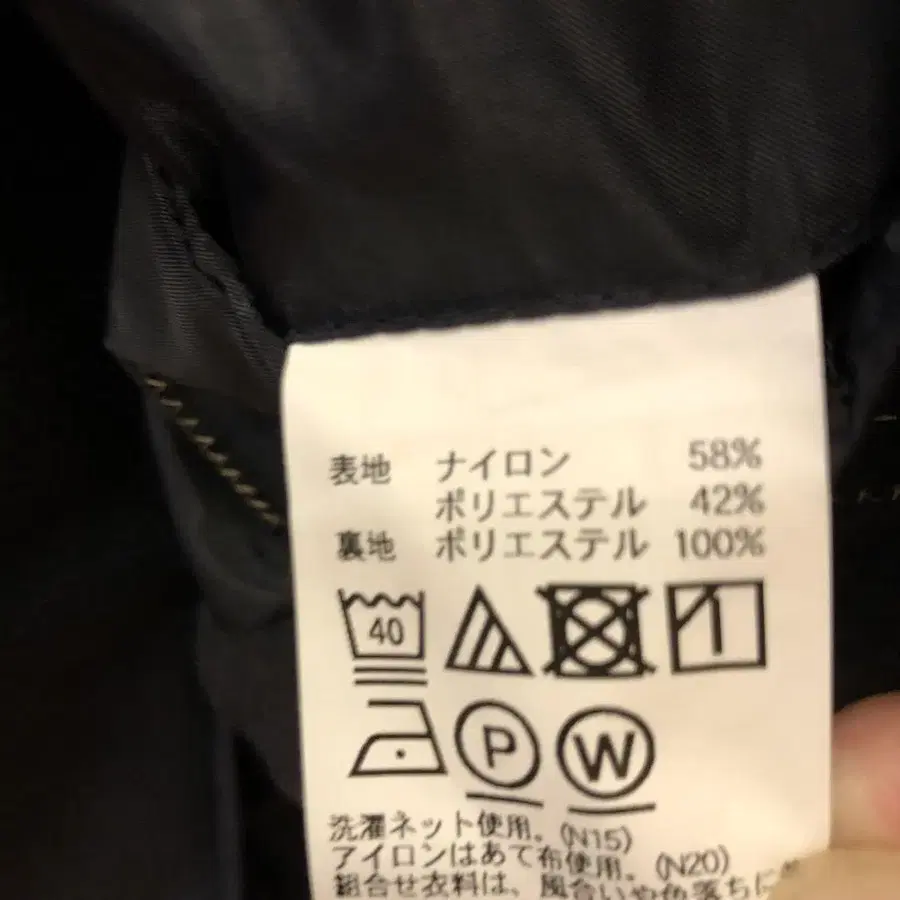 表地 ナイロン 58%
ポリエステル 42%
裏地 ポリエステル 100%
40
P W
洗濯ネット使用。(N15)
アイロンはあて布使用。(N20)
組合せ衣料は、風合いや色落ちに